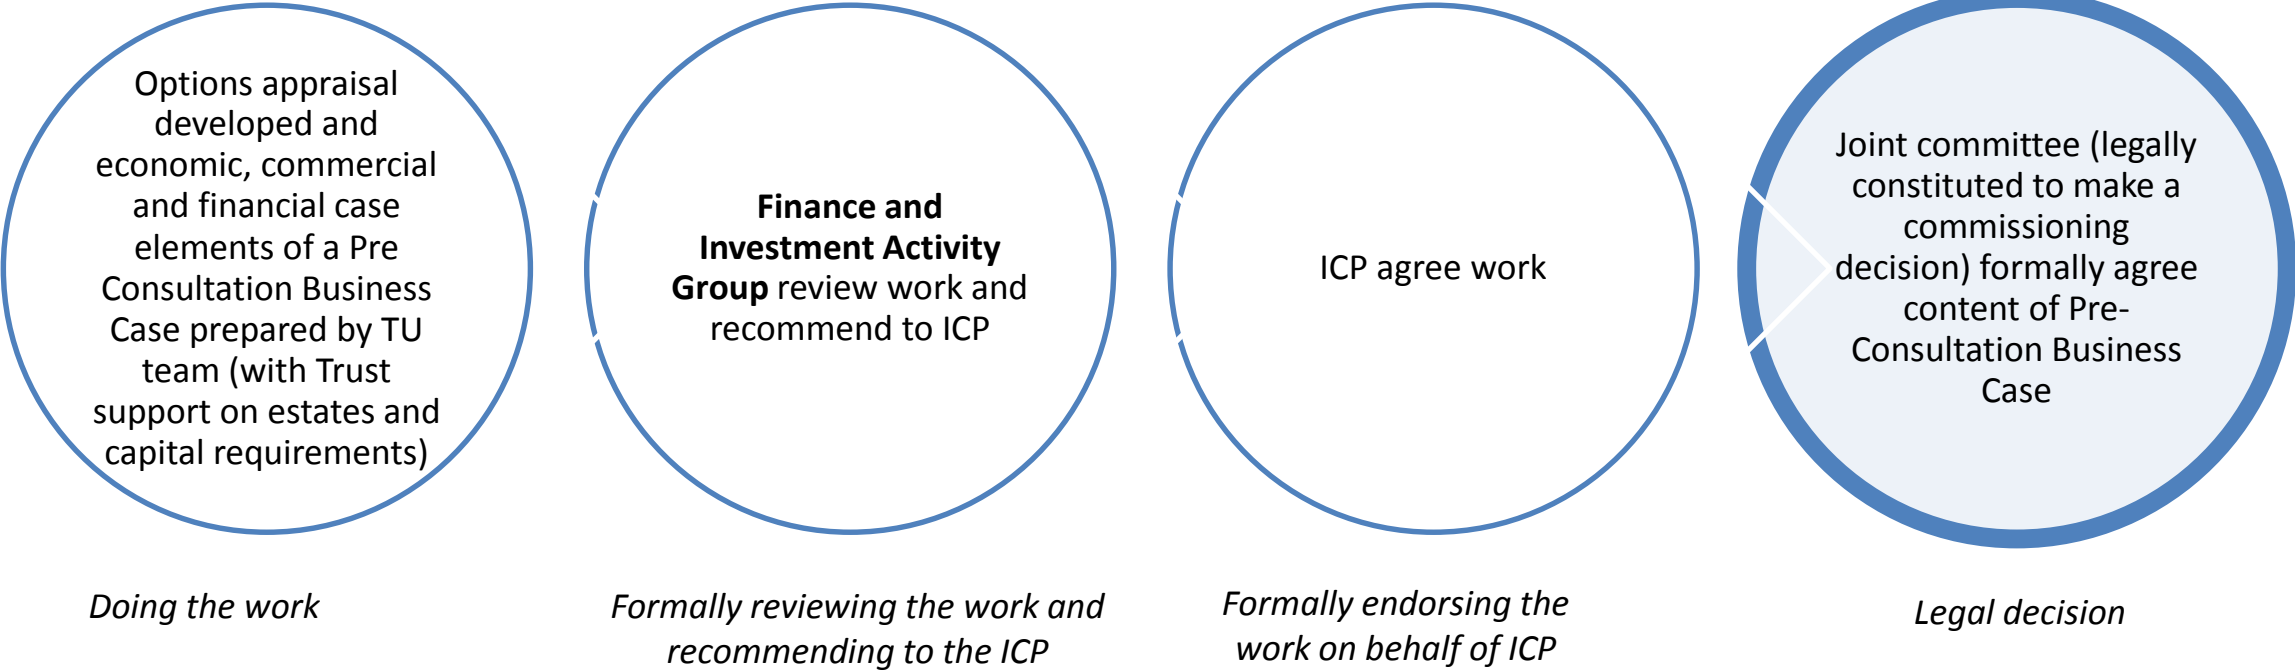 Options appraisal
developed and
economic, commercial
and financial case
elements of a Pre
Consultation Business
Case prepared by TU
team (with Trust
support on estates and
capital requirements)
Finance and
Investment Activity
Group review work and
recommend to ICP
ICP agree work
Joint committee (legally
constituted to make a
commissioning
decision) formally agree
content of Pre-
Consultation Business
Case
Doing the work
Formally reviewing the work and
recommending to the ICP
Formally endorsing the
work on behalf of ICP
Legal decision